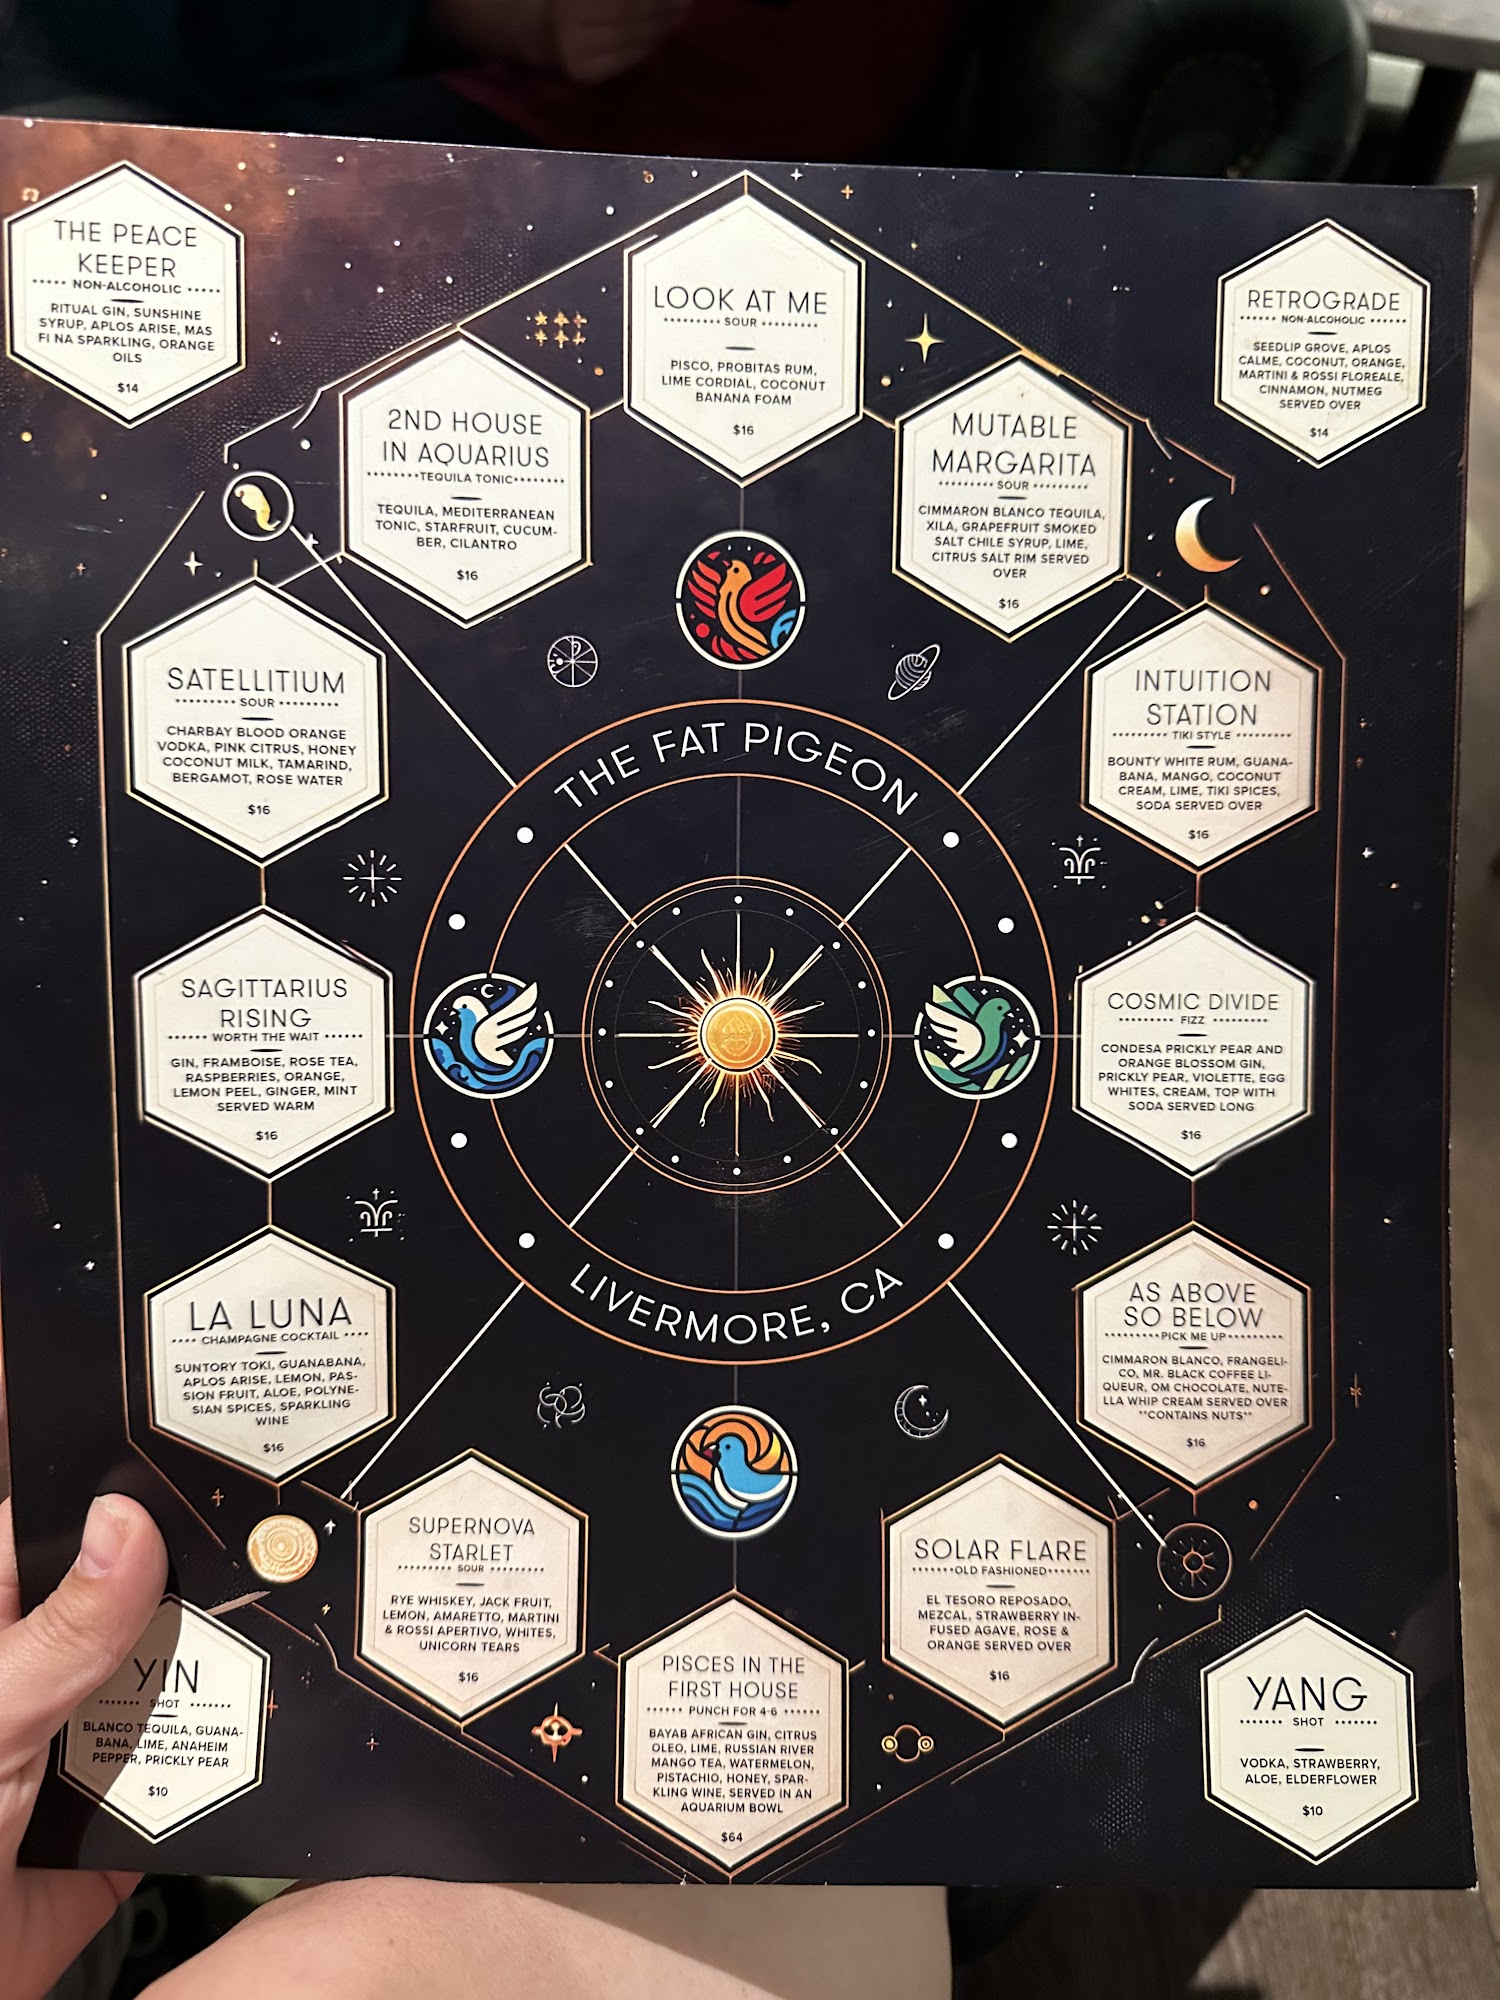 THE PEACE
KEEPER
NON-ALCOHOLIC
RITUAL GIN, SUNSHINE
SYRUP, APLOS ARISE, MAS
FI NA SPARKLING, ORANGE
OILS
$14
LOOK AT ME
SOUR
PISCO, PROBITAS RUM,
LIME CORDIAL, COCONUT
BANANA FOAM
$16
RETROGRADE
NON-ALCOHOLIC
SEEDLIP GROVE, APLOS
CALME, COCONUT, ORANGE,
MARTINI & ROSSI FLOREALE,
CINNAMON, NUTMEG
SERVED OVER
$14
2ND HOUSE
IN AQUARIUS
TEQUILA TONIC
TEQUILA, MEDITERRANEAN
TONIC, STARFRUIT, CUCUM-
BER, CILANTRO
$16
MUTABLE
MARGARITA
SOUR
CIMMARON BLANCO TEQUILA,
XILA, GRAPEFRUIT SMOKED
SALT CHILE SYRUP, LIME,
CITRUS SALT RIM SERVED
OVER
$16
SATELLITIUM
SOUR
CHARBAY BLOOD ORANGE
VODKA, PINK CITRUS, HONEY
COCONUT MILK, TAMARIND,
BERGAMOT, ROSE WATER
$16
INTUITION
STATION
TIKI STYLE
BOUNTY WHITE RUM, GUANA-
BANA, MANGO, COCONUT
CREAM, LIME, TIKI SPICES,
SODA SERVED OVER
$16
THE FAT PIGEON
LIVERMORE, CA
SAGITTARIUS
RISING
WORTH THE WAIT
GIN, FRAMBOISE, ROSE TEA,
RASPBERRIES, ORANGE,
LEMON PEEL, GINGER, MINT
SERVED WARM
$16
COSMIC DIVIDE
FIZZ
CONDESA PRICKLY PEAR AND
ORANGE BLOSSOM GIN,
PRICKLY PEAR, VIOLETTE, EGG
WHITES, CREAM, TOP WITH
SODA SERVED LONG
$16
LA LUNA
CHAMPAGNE COCKTAIL
SUNTORY TOKI, GUANABANA,
APLOS ARISE, LEMON, PAS-
SION FRUIT, ALOE, POLYNE-
SIAN SPICES, SPARKLING
WINE
$16
AS ABOVE
SO BELOW
PICK ME UP
CIMMARON BLANCO, FRANGELI-
CO, MR. BLACK COFFEE LI-
QUEUR, OM CHOCOLATE, NUTE-
LLA WHIP CREAM SERVED OVER
**CONTAINS NUTS**
$16
SUPERNOVA
STARLET
SOUR
RYE WHISKEY, JACK FRUIT,
LEMON, AMARETTO, MARTINI
& ROSSI APERTIVO, WHITES,
UNICORN TEARS
$16
SOLAR FLARE
OLD FASHIONED
EL TESORO REPOSADO,
MEZCAL, STRAWBERRY IN-
FUSED AGAVE, ROSE &
ORANGE SERVED OVER
$16
YIN
SHOT
BLANCO TEQUILA, GUANA-
BANA, LIME, ANAHEIM
PEPPER, PRICKLY PEAR
$10
PISCES IN THE
FIRST HOUSE
PUNCH FOR 4-6
BAYAB AFRICAN GIN, CITRUS
OLEO, LIME, RUSSIAN RIVER
MANGO TEA, WATERMELON,
PISTACHIO, HONEY, SPAR-
KLING WINE, SERVED IN AN
AQUARIUM BOWL
$64
YANG
SHOT
VODKA, STRAWBERRY,
ALOE, ELDERFLOWER
$10